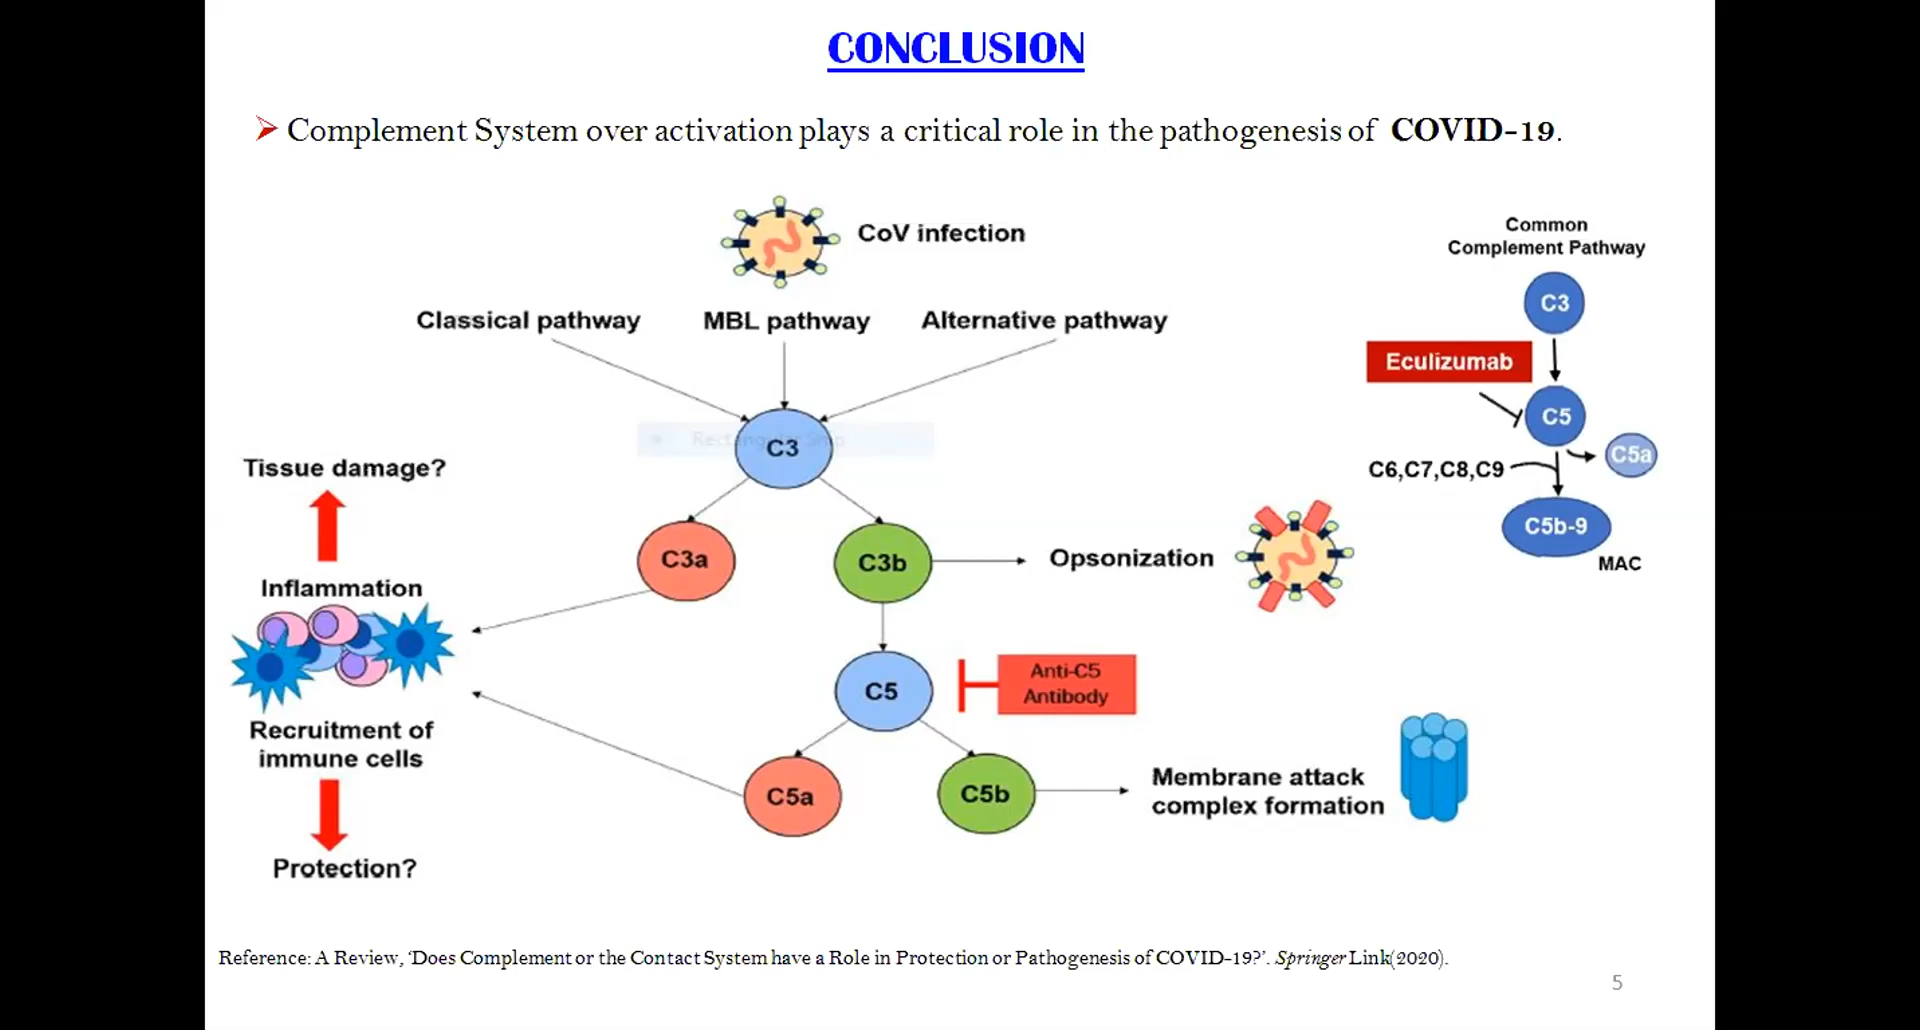 CONCLUSION
Complement System over activation plays a critical role in the pathogenesis of COVID-19.
CoV infection
Common
Complement Pathway
C3
Classical pathway
MBL pathway
Alternative pathway
Eculizumab
C5
C5a
C6,C7,C8,C9
C5b-9
MAC
Rectangular Snip
C3
Tissue damage?
C3a
C3b
Opsonization
Inflammation
C5
Anti-C5
Antibody
Recruitment of
immune cells
C5a
C5b
Membrane attack
complex formation
Protection?
Reference: A Review, ‘Does Complement or the Contact System have a Role in Protection or Pathogenesis of COVID-19?’. Springer Link(2020).
5